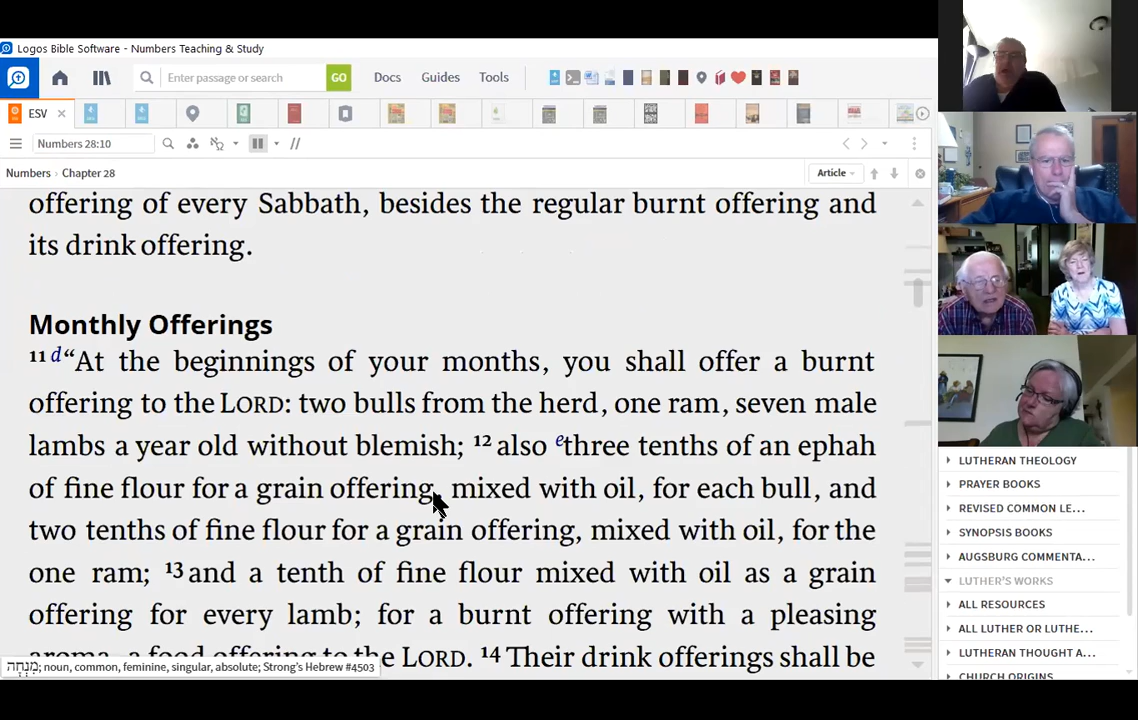 Logos Bible Software - Numbers Teaching & Study
Enter passage or search
GO
Docs
Guides
Tools
ESV
Numbers 28:10
Numbers › Chapter 28
Article
offering of every Sabbath, besides the regular burnt offering and
its drink offering.
Monthly Offerings
11 d“At the beginnings of your months, you shall offer a burnt
offering to the LORD: two bulls from the herd, one ram, seven male
lambs a year old without blemish; 12 also e three tenths of an ephah
of fine flour for a grain offering, mixed with oil, for each bull, and
two tenths of fine flour for a grain offering, mixed with oil, for the
one ram; 13 and a tenth of fine flour mixed with oil as a grain
offering for every lamb; for a burnt offering with a pleasing
aroma, a food offering to the LORD. 14 Their drink offerings shall be
מִנְחָה; noun, common, feminine, singular, absolute; Strong's Hebrew #4503
LUTHERAN THEOLOGY
PRAYER BOOKS
REVISED COMMON LE...
SYNOPSIS BOOKS
AUGSBURG COMMENTA...
LUTHER'S WORKS
ALL RESOURCES
ALL LUTHER OR LUTHE...
LUTHERAN THOUGHT A...
CHURCH ORIGINS